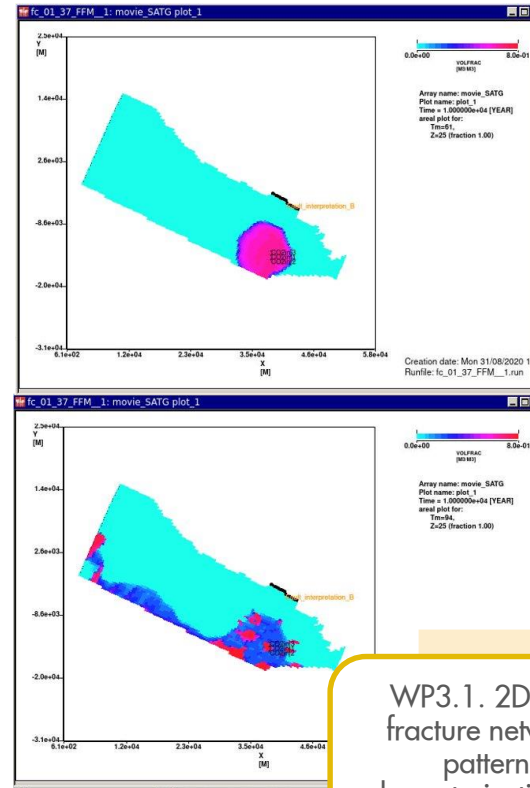 fc_01_37_FFM__1: movie_SATG plot_1
2.5e+04
Y
[M]
1.4e+04
2.6e+03
-8.6e+03
-2.0e+04
-3.1e+04
6.1e+02 1.2e+04 2.3e+04 3.5e+04 4.6e+04 5.8e+04
X
[M]
0.0e+00 8.0e-01
VOLFRAC
[M3/M3]
Array name: movie_SATG
Plot name: plot_1
Time = 1.000000e+04 [YEAR]
areal plot for:
Tm=61,
Z=25 (fraction 1.00)
Creation date: Mon 31/08/2020 1
Runfile: fc_01_37_FFM__1.run
fc_01_37_FFM__1: movie_SATG plot_1
2.5e+04
Y
[M]
1.4e+04
2.6e+03
-8.6e+03
-2.0e+04
-3.1e+04
6.1e+02 1.2e+04 2.3e+04 3.5e+04 4.6e+04
X
[M]
0.0e+00 8.0e-01
VOLFRAC
[M3/M3]
Array name: movie_SATG
Plot name: plot_1
Time = 1.000000e+04 [YEAR]
areal plot for:
Tm=94,
Z=25 (fraction 1.00)
WP3.1. 2D
fracture netw
pattern